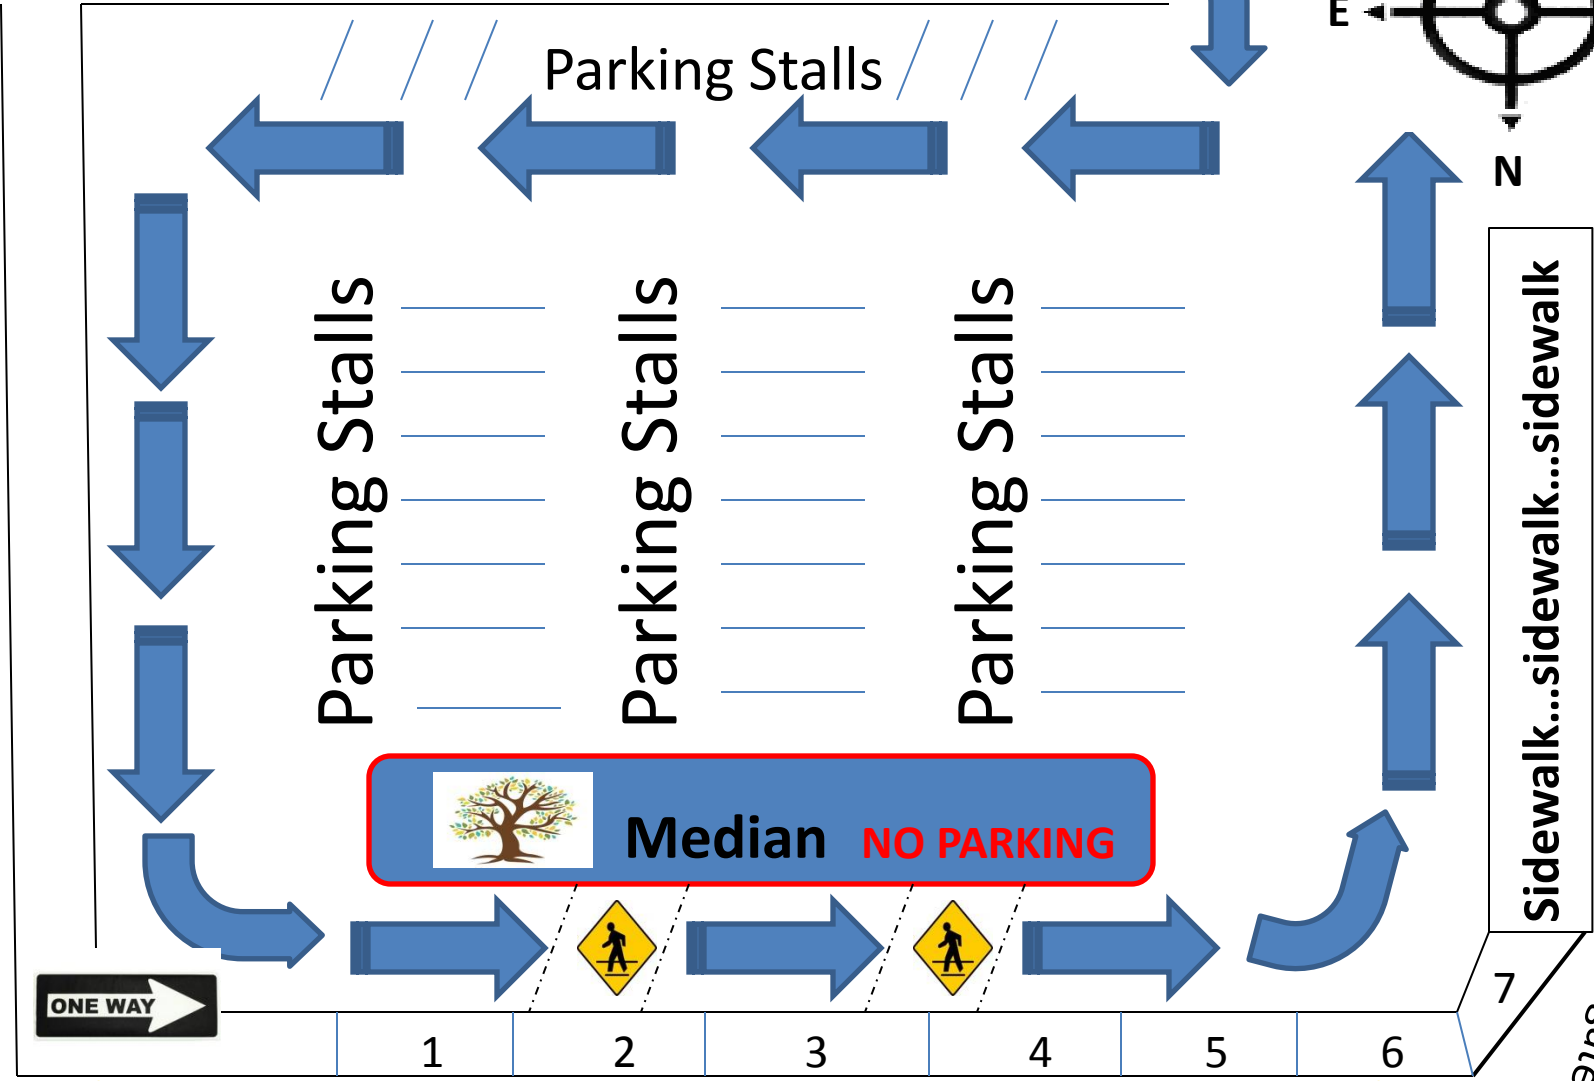 E
Parking Stalls
N
Parking Stalls
Parking Stalls
Parking Stalls
Sidewalk....sidewalk...sidewalk
Median NO PARKING
ONE WAY
7
1 2 3 4 5 6